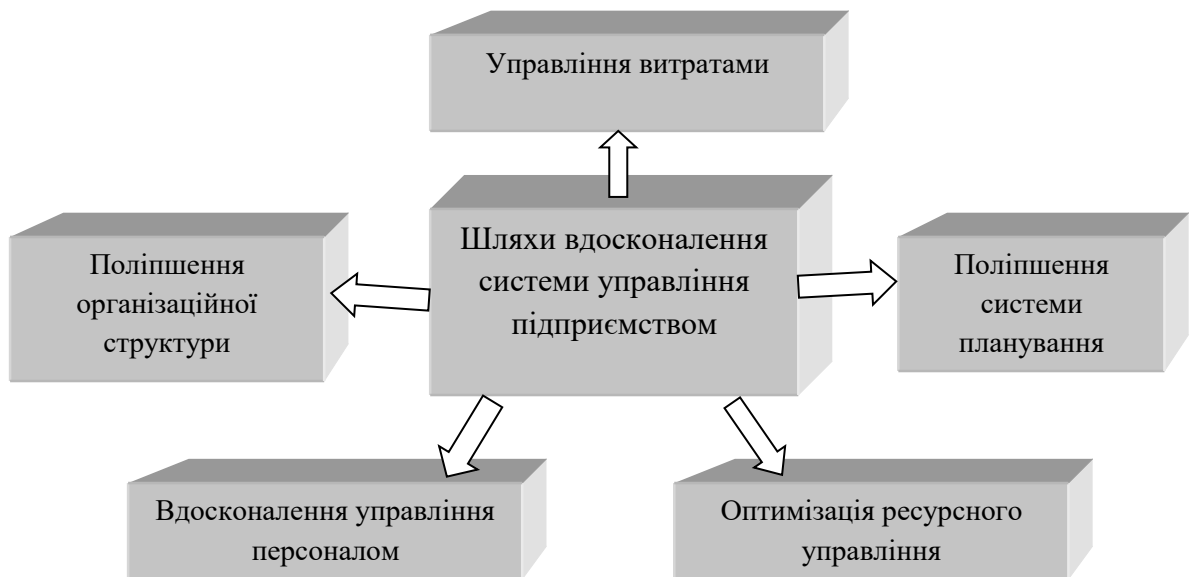 Управління витратами
Шляхи вдосконалення
системи управління
підприємством
Поліпшення
організаційної
структури
Поліпшення
системи
планування
Вдосконалення управління
персоналом
Оптимізація ресурсного
управління